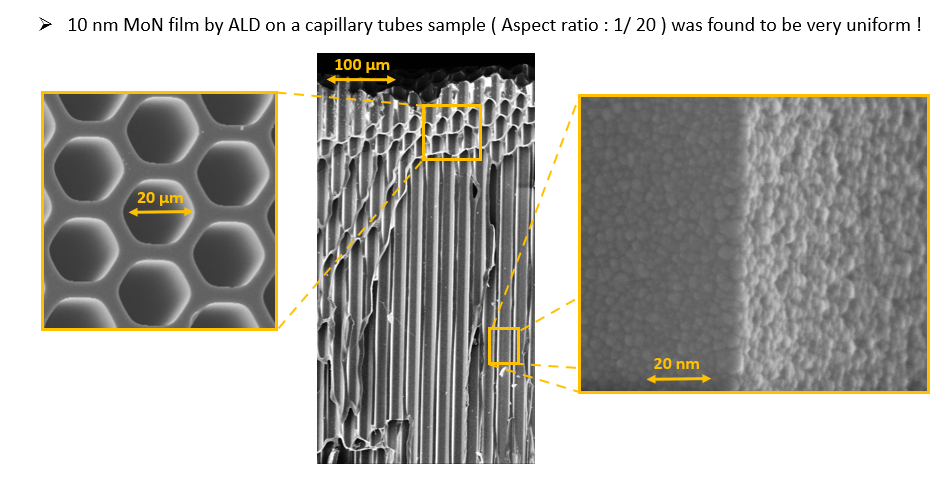 ➢ 10 nm MoN film by ALD on a capillary tubes sample ( Aspect ratio : 1/ 20 ) was found to be very uniform !
100 µm
20 µm
20 nm